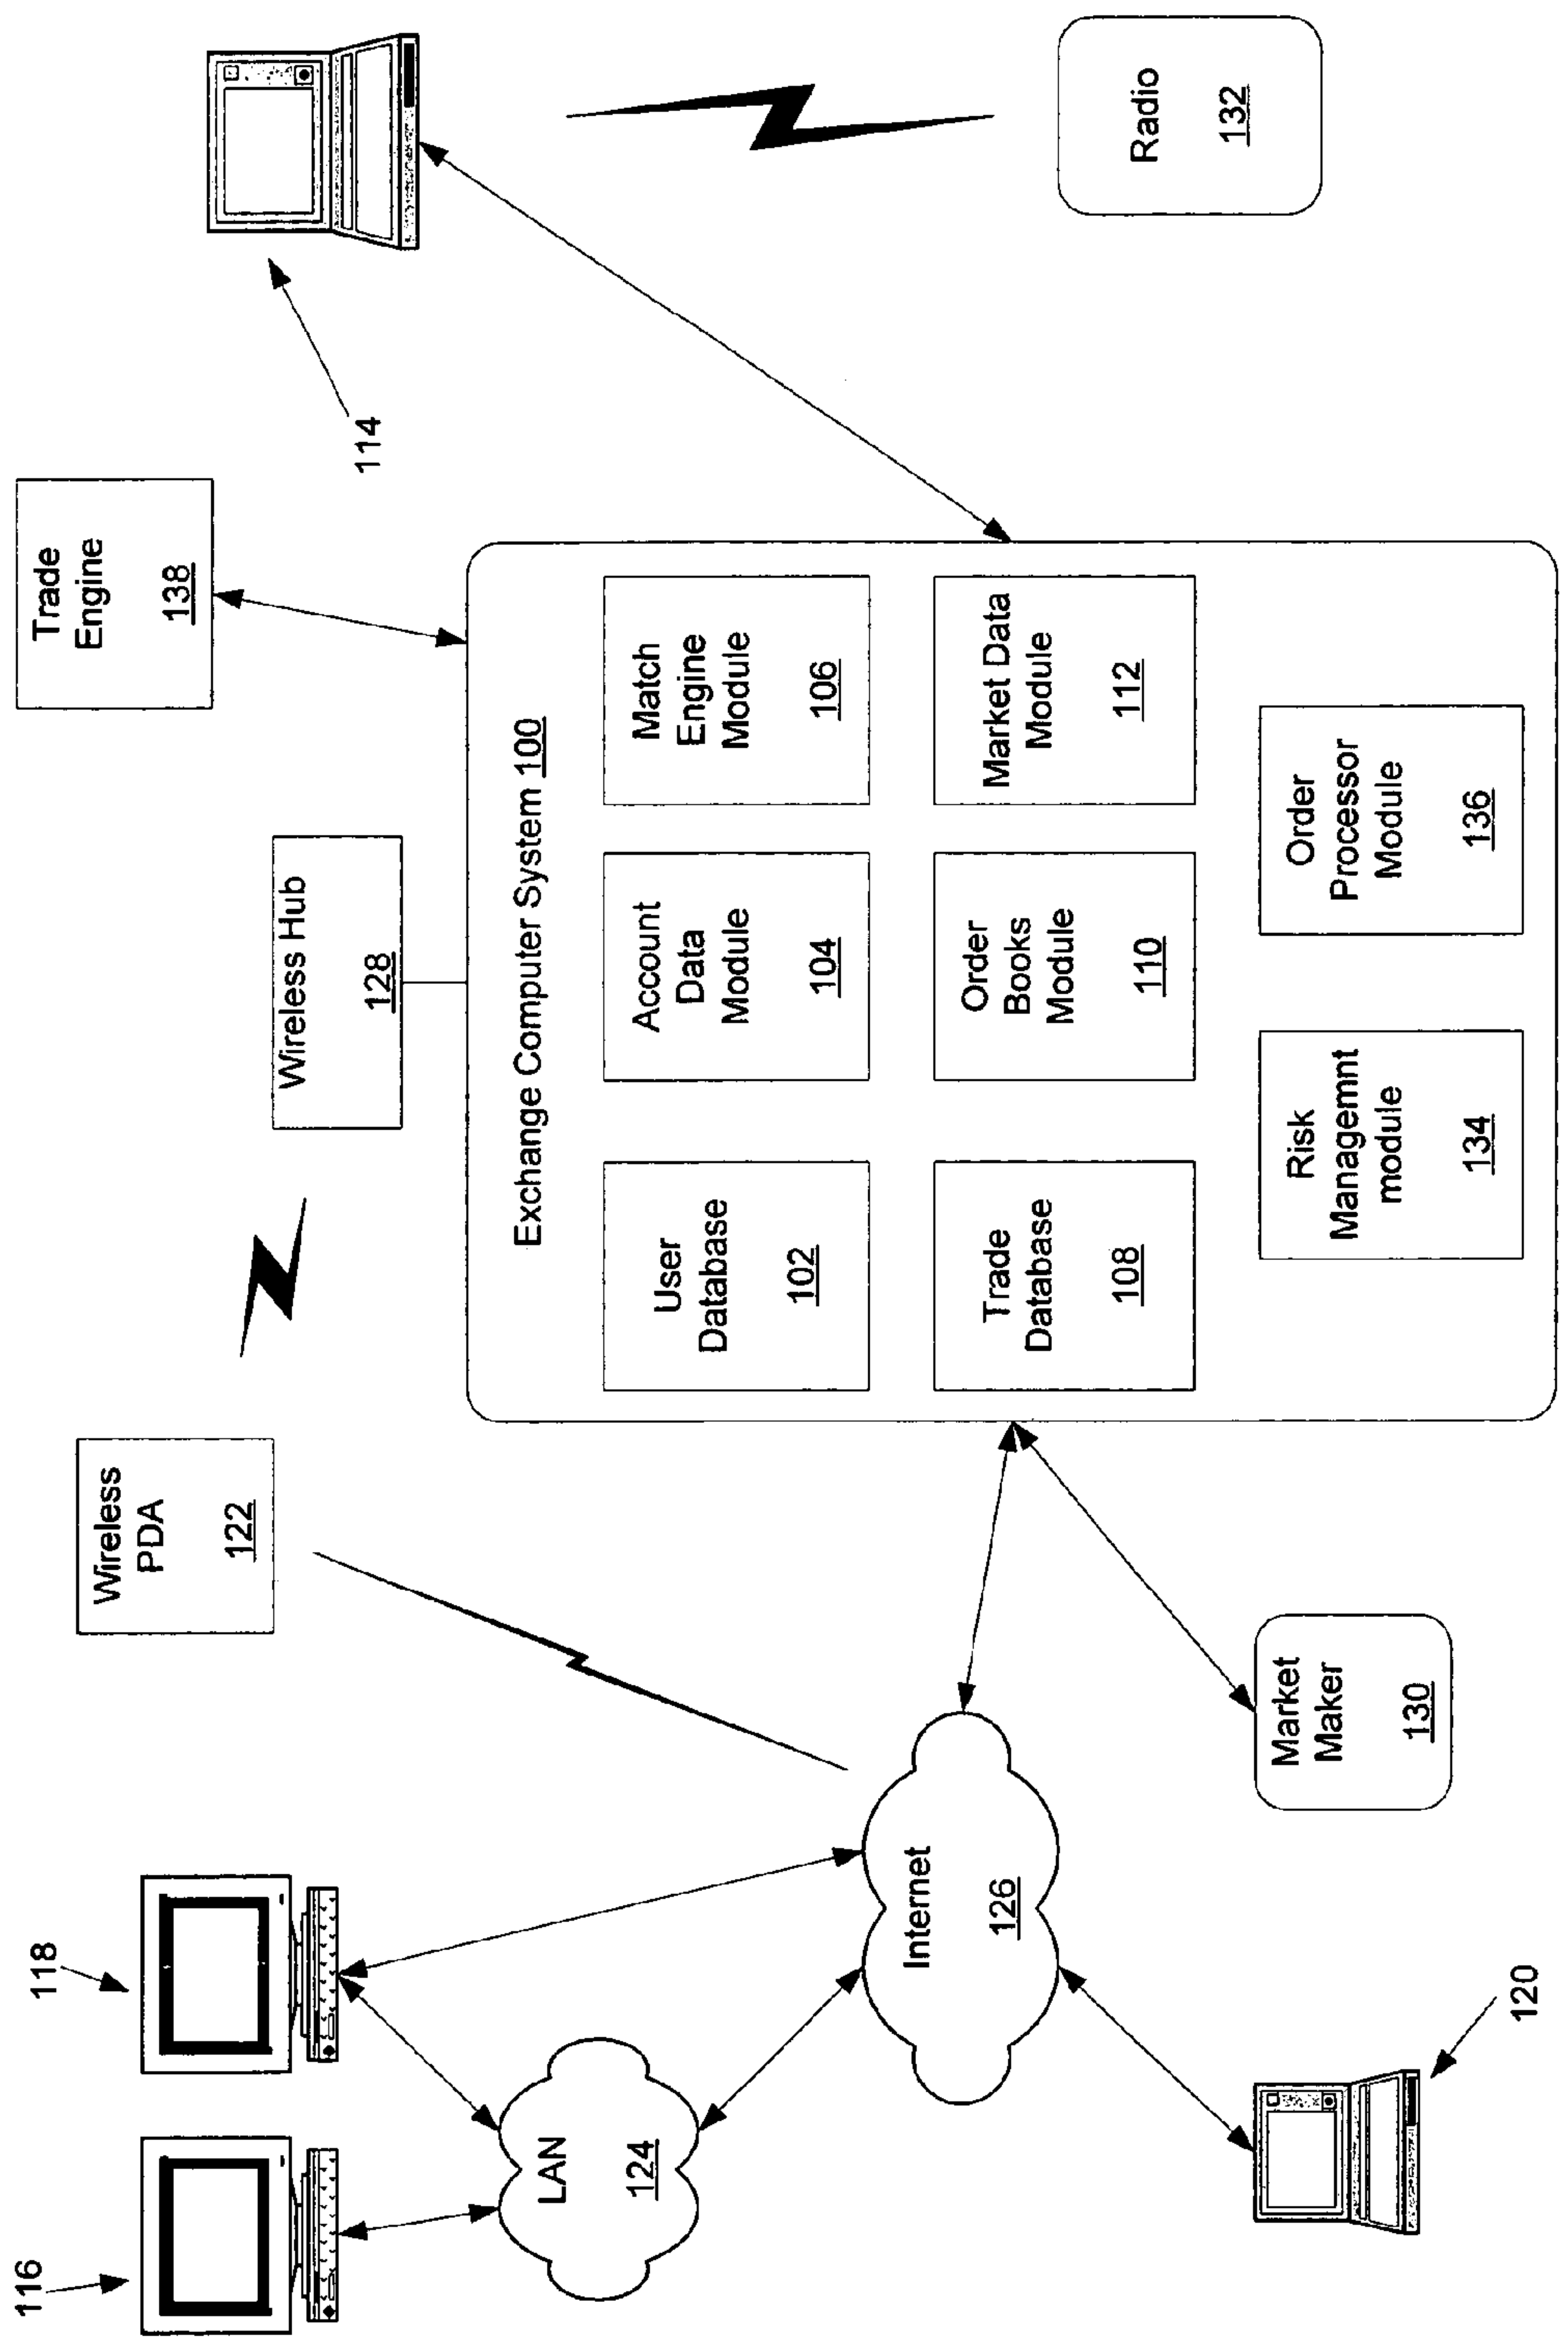 116
118
Wireless
PDA
122
Wireless Hub
128
Trade
Engine
138
114
LAN
124
Internet
126
120
Market
Maker
130
Exchange Computer System 100
User
Database
102
Account
Data
Module
104
Match
Engine
Module
106
Trade
Database
108
Order
Books
Module
110
Market Data
Module
112
Risk
Managemnt
module
134
Order
Processor
Module
136
Radio
132